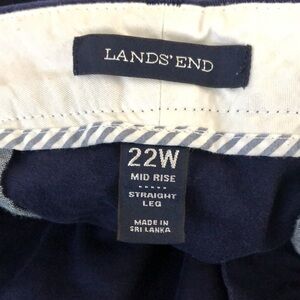 LANDS' END
22W
MID RISE
STRAIGHT
LEG
MADE IN
SRI LANKA